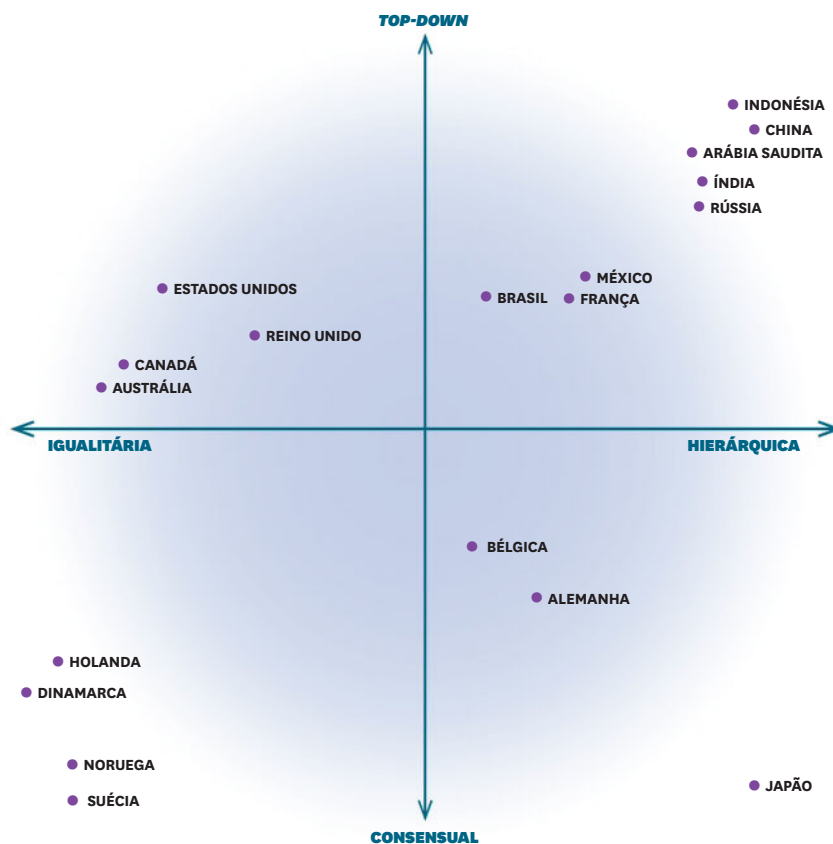 TOP-DOWN
INDONÉSIA
CHINA
ARÁBIA SAUDITA
ÍNDIA
RÚSSIA
MÉXICO
ESTADOS UNIDOS
BRASIL
FRANÇA
REINO UNIDO
CANADÁ
AUSTRÁLIA
IGUALITÁRIA
HIERÁRQUICA
BÉLGICA
ALEMANHA
HOLANDA
DINAMARCA
NORUEGA
JAPÃO
SUÉCIA
CONSENSUAL